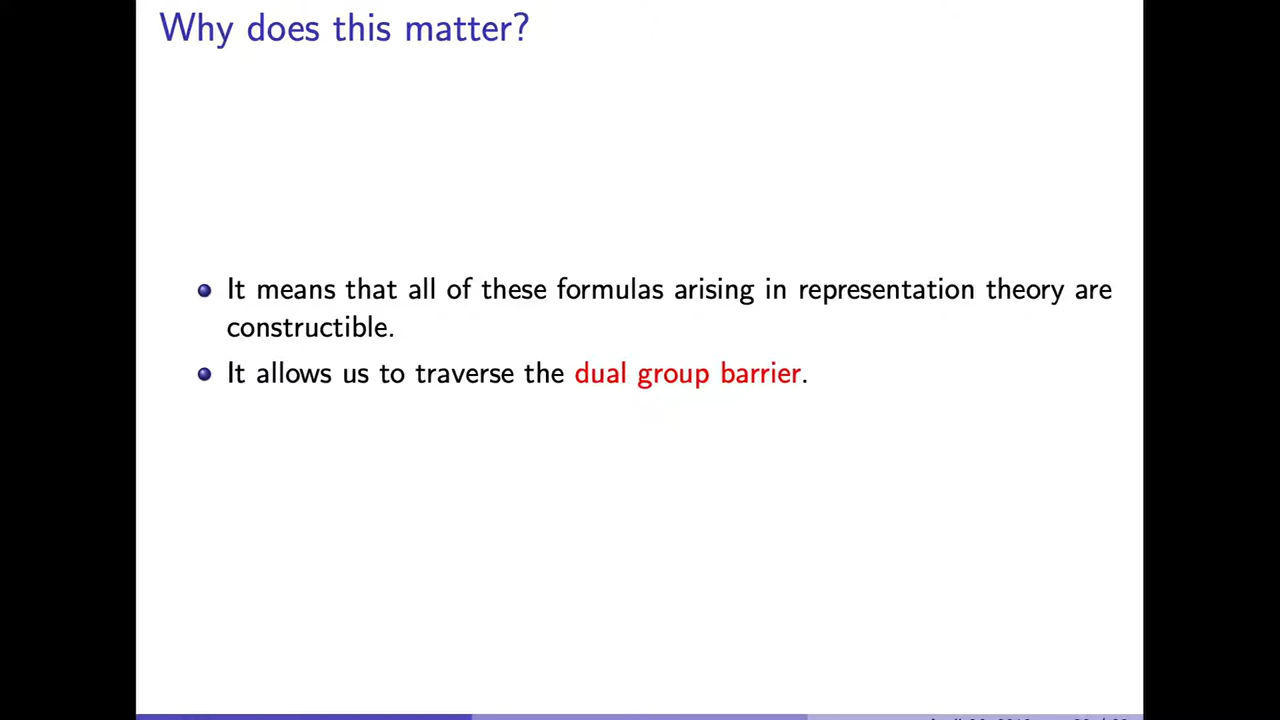 Why does this matter?
It means that all of these formulas arising in representation theory are
constructible.
It allows us to traverse the dual group barrier.